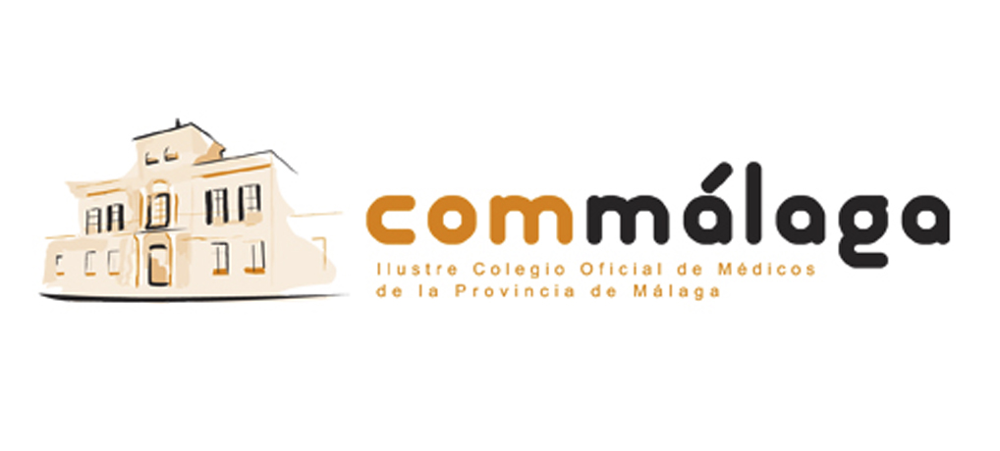 commálaga
Ilustre Colegio Oficial de Médicos
de la Provincia de Málaga